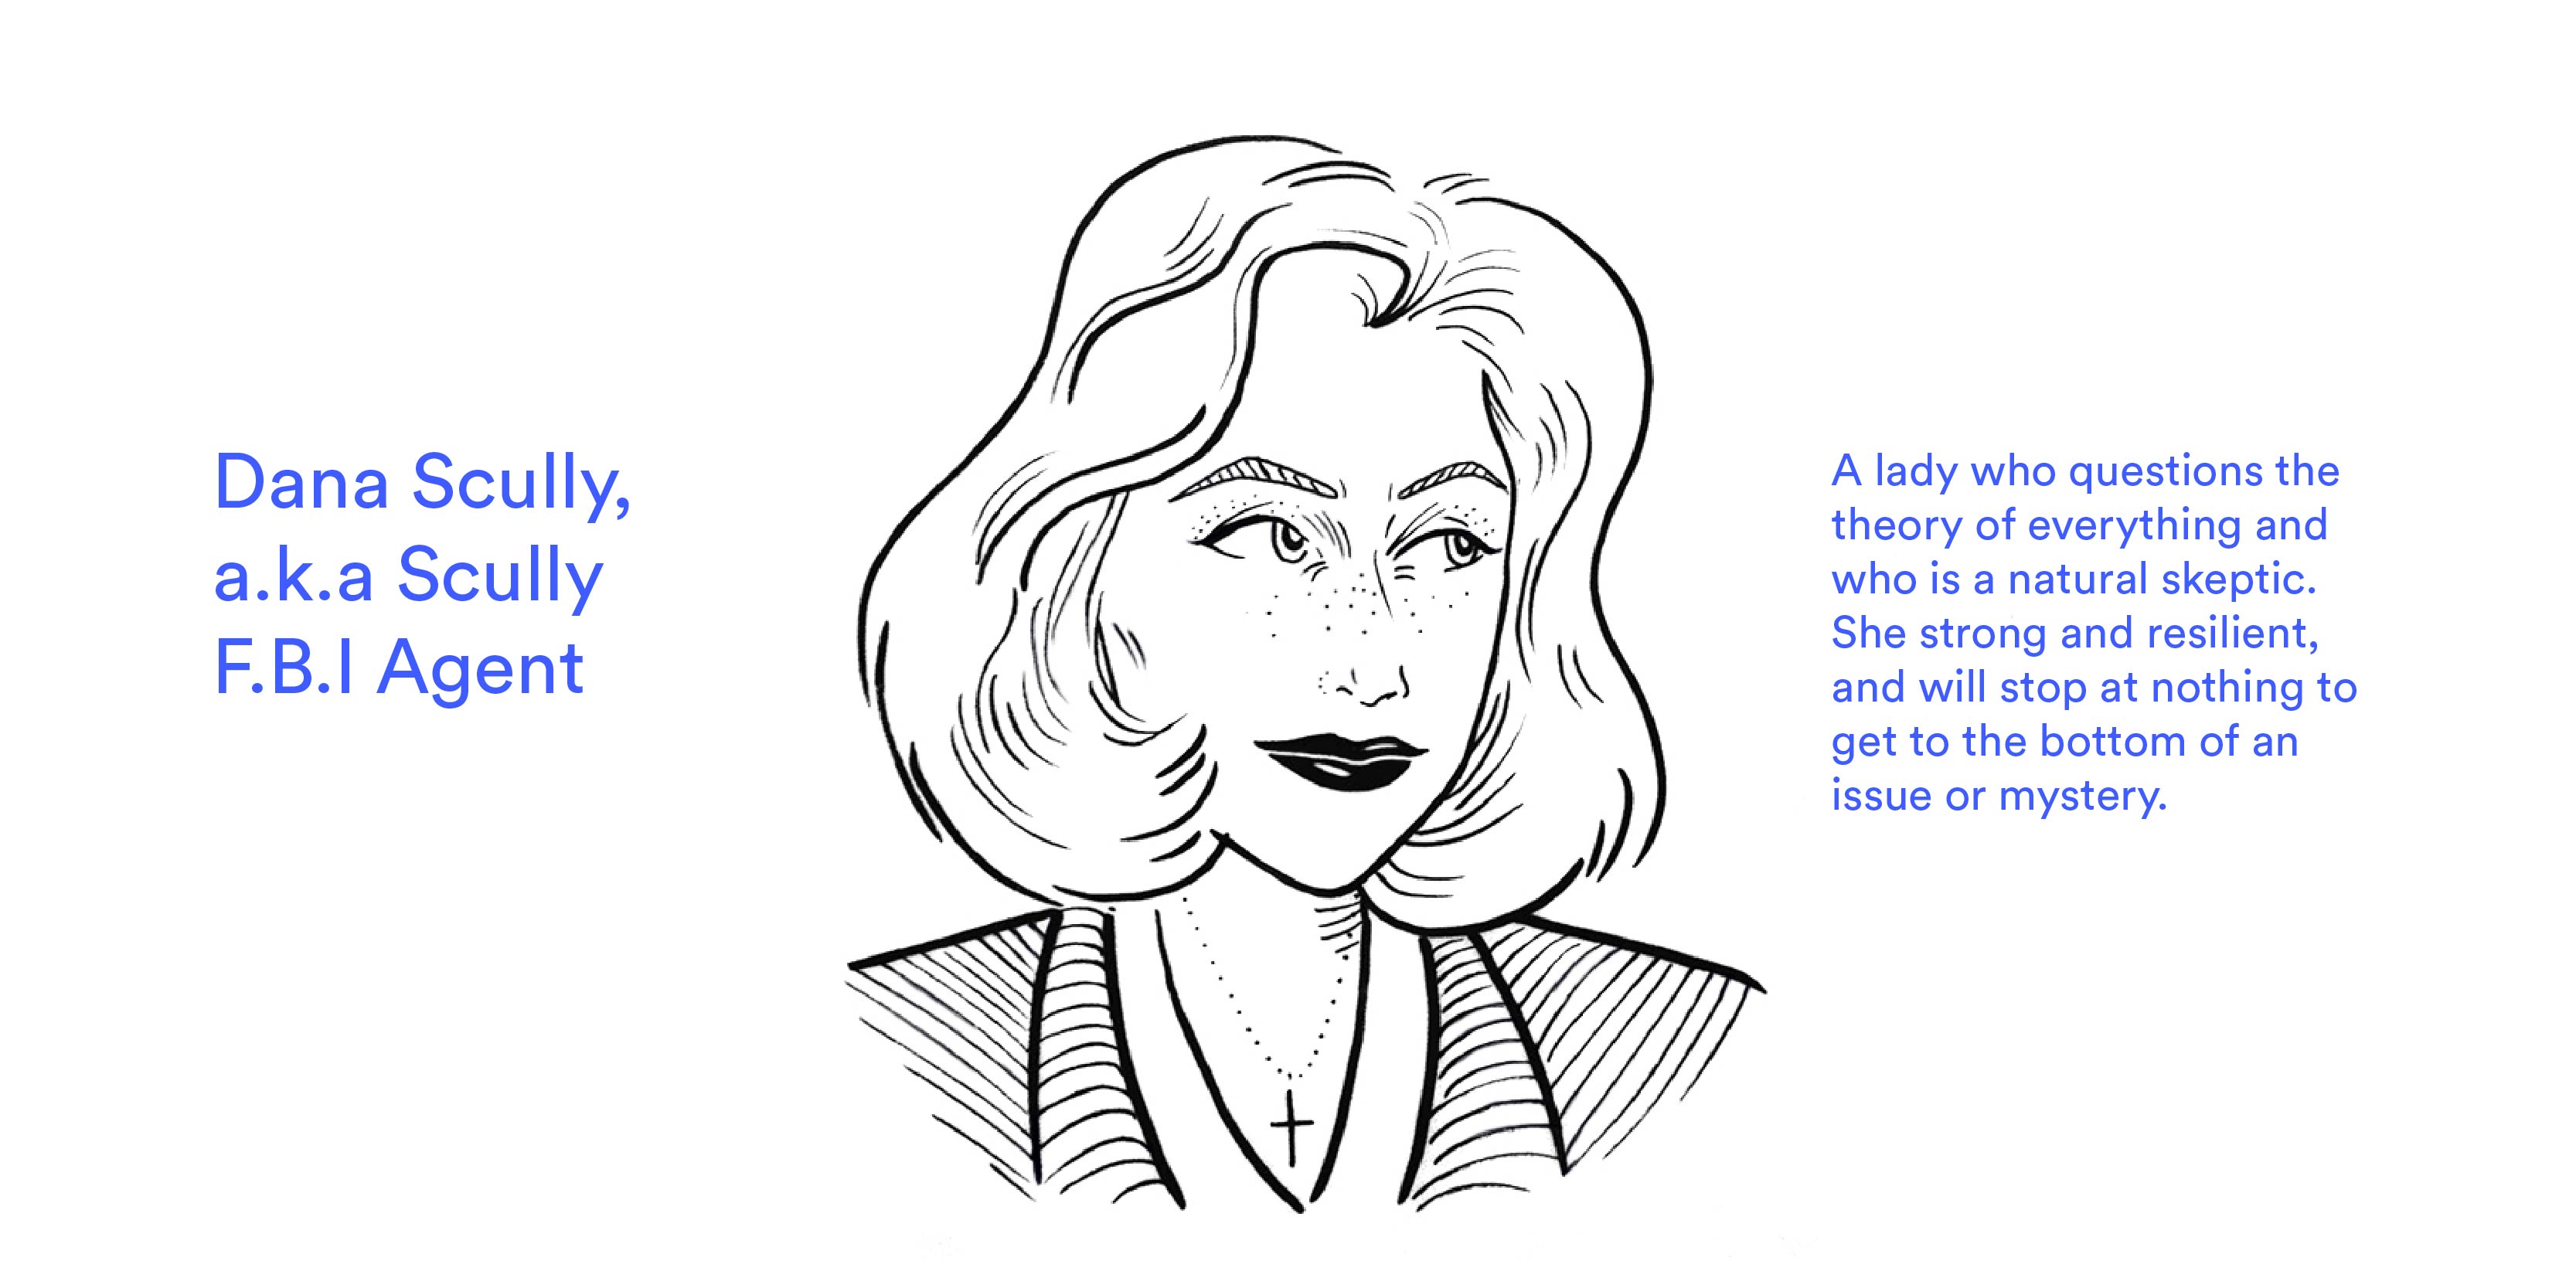 Dana Scully,
a.k.a Scully
F.B.I Agent
A lady who questions the
theory of everything and
who is a natural skeptic.
She strong and resilient,
and will stop at nothing to
get to the bottom of an
issue or mystery.